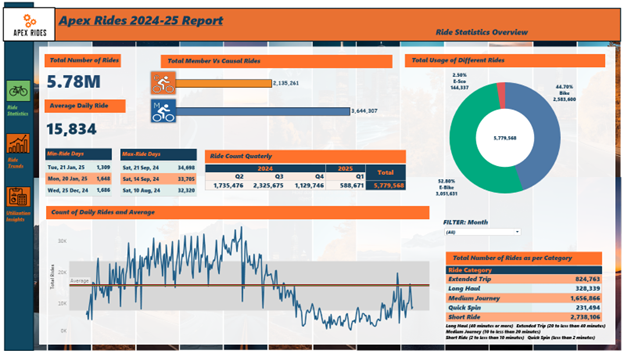 APEX RIDES
Apex Rides 2024-25 Report
Ride Statistics Overview
Ride
Statistics
Ride
Trends
Utilization
Insights
Total Number of Rides
5.78M
Average Daily Ride
15,834
Total Member Vs Causal Rides
2,135,261
M
3,644,307
Min-Ride Days
Tue, 21 Jan, 25 1,309
Mon, 20 Jan, 25 1,648
Wed, 25 Dec, 24 1,686
Max-Ride Days
Sat, 21 Sep, 24 34,698
Sat, 14 Sep, 24 33,705
Sat, 10 Aug, 24 32,320
Ride Count Quaterly
2024 2025 Total
Q2 Q3 Q4 Q1
1,735,476 2,325,675 1,129,746 588,671 5,779,568
Total Usage of Different Rides
2.50%
E-Sco
144,337
44.70%
Bike
2,583,600
5,779,568
52.80%
E-Bike
3,051,631
Count of Daily Rides and Average
Total Rides
30K
20K
Average
10K
0K
FILTER: Month
(All)
Total Number of Rides as per Category
Ride Category
Extended Trip 824,763
Long Haul 328,339
Medium Journey 1,656,866
Quick Spin 231,494
Short Ride 2,738,106
Long Haul (40 minutes or more) Extended Trip (20 to less than 40 minutes)
Medium Journey (10 to less than 20 minutes)
Short Ride (2 to less than 10 minutes) Quick Spin (less than 2 minutes)